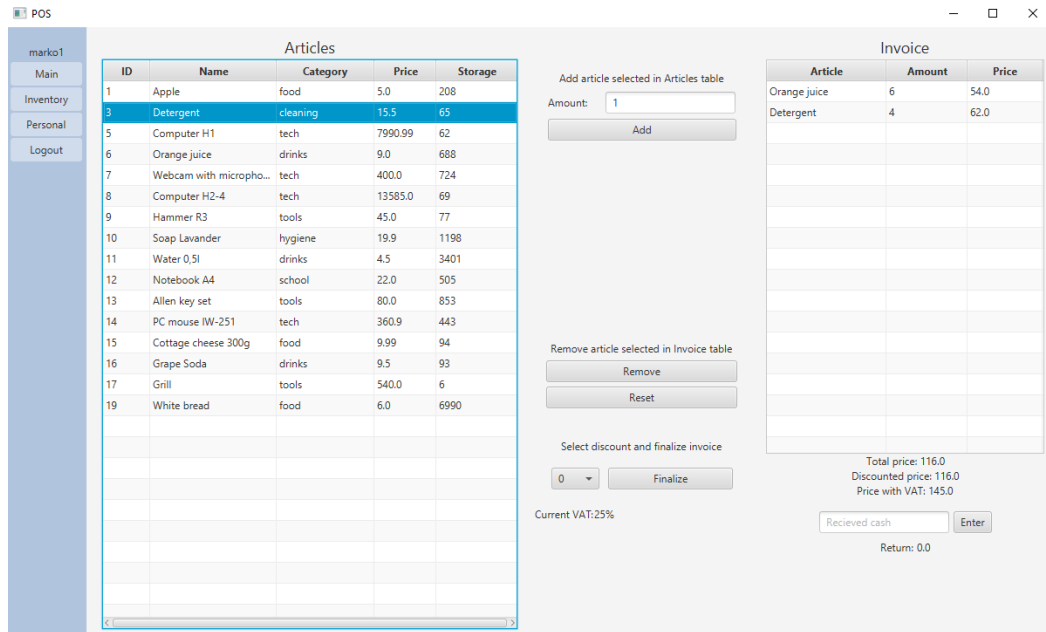 POS
marko1
Main
Inventory
Personal
Logout
Articles
ID Name Category Price Storage
1 Apple food 5.0 208
3 Detergent cleaning 15.5 65
5 Computer H1 tech 7990.99 62
6 Orange juice drinks 9.0 688
7 Webcam with micropho... tech 400.0 724
8 Computer H2-4 tech 13585.0 69
9 Hammer R3 tools 45.0 77
10 Soap Lavander hygiene 19.9 1198
11 Water 0,5l drinks 4.5 3401
12 Notebook A4 school 22.0 505
13 Allen key set tools 80.0 853
14 PC mouse IW-251 tech 360.9 443
15 Cottage cheese 300g food 9.99 94
16 Grape Soda drinks 9.5 93
17 Grill tools 540.0 6
19 White bread food 6.0 6990
Add article selected in Articles table
Amount: 1
Add
Remove article selected in Invoice table
Remove
Reset
Select discount and finalize invoice
0 Finalize
Current VAT:25%
Invoice
Article Amount Price
Orange juice 6 54.0
Detergent 4 62.0
Total price: 116.0
Discounted price: 116.0
Price with VAT: 145.0
Recieved cash Enter
Return: 0.0